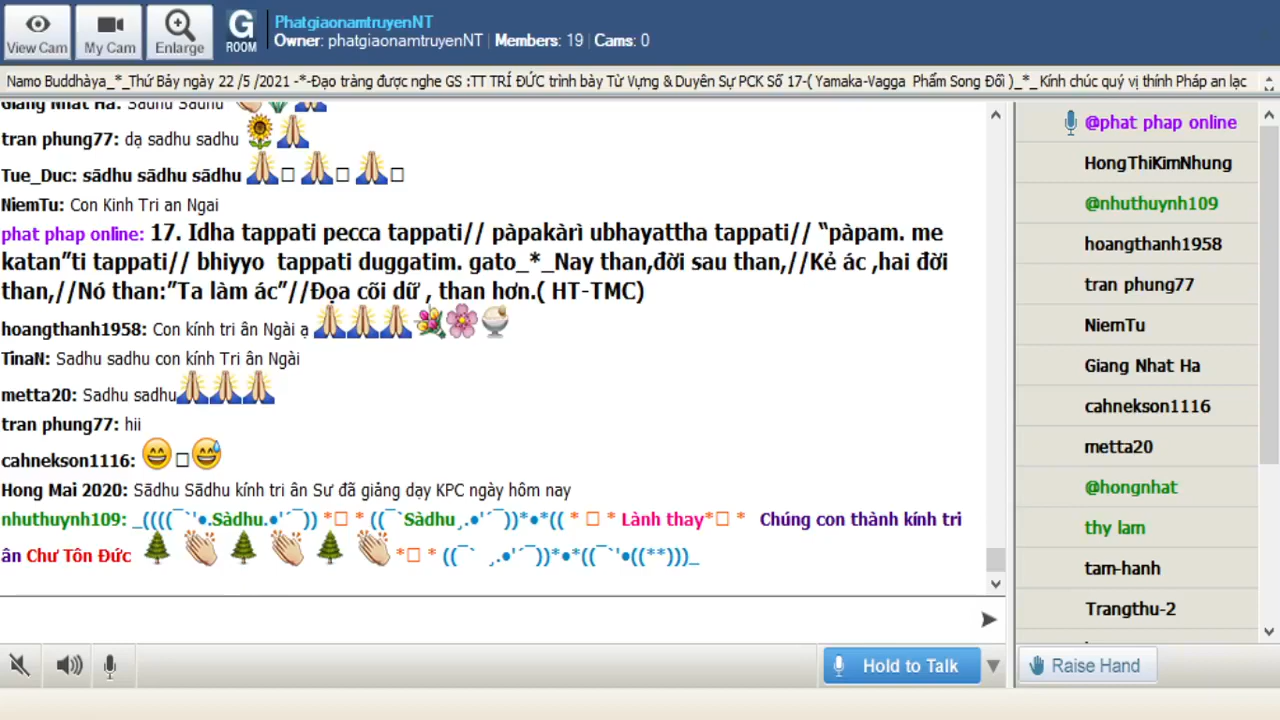 View Cam
My Cam
Enlarge
G
ROOM
PhatgiaonamtruyenNT
Owner: phatgiaonamtruyenNT | Members: 19 | Cams: 0
Namo Buddhàya_*_Thứ Bảy ngày 22 /5 /2021 -*-Đạo tràng được nghe GS :TT TRÍ ĐỨC trình bày Từ Vựng & Duyên Sự PCK Số 17-( Yamaka-Vagga Phẩm Song Đối )_*_ Kính chúc quý vị thính Pháp an lạc
Giang Nhat Ha: Sadhu Sadhu
tran phung77: dạ sadhu sadhu
Tue_Duc: sādhu sādhu sādhu
NiemTu: Con Kinh Tri an Ngai
phat phap online: 17. Idha tappati pecca tappati// pàpakàrì ubhayattha tappati// “pàpam. me
katan”ti tappati// bhiyyo tappati duggatim. gato_*_Nay than,đời sau than,//Kẻ ác ,hai đời
than,//Nó than:”Ta làm ác”//Đọa cõi dữ , than hơn.( HT-TMC)
hoangthanh1958: Con kính tri ân Ngài ạ
TinaN: Sadhu sadhu con kính Tri ân Ngài
metta20: Sadhu sadhu
tran phung77: hii
cahnekson1116:
Hong Mai 2020: Sādhu Sādhu kính tri ân Sư đã giảng dạy KPC ngày hôm nay
nhuthuynh109: _((((¯`'•.Sàdhu.•'´¯)) *□ * ((¯`Sàdhu¸.•'´¯))*•*(( * □ * Lành thay*□ * Chúng con thành kính tri
ân Chư Tôn Đức *□ * ((¯` ¸.•'´¯))*•*((¯`'•((**)))_
Hold to Talk
@phat phap online
HongThiKimNhung
@nhuthuynh109
hoangthanh1958
tran phung77
NiemTu
Giang Nhat Ha
cahnekson1116
metta20
@hongnhat
thy lam
tam-hanh
Trangthu-2
Raise Hand